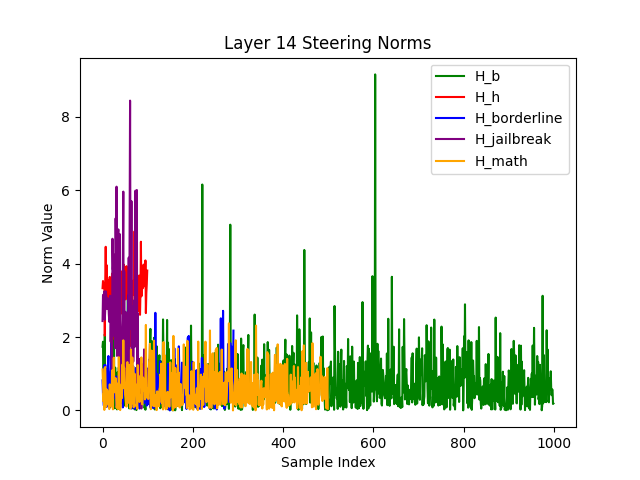 Layer 14 Steering Norms
H_b
H_h
H_borderline
H_jailbreak
H_math
Norm Value
8
6
4
2
0
0 200 400 600 800 1000
Sample Index